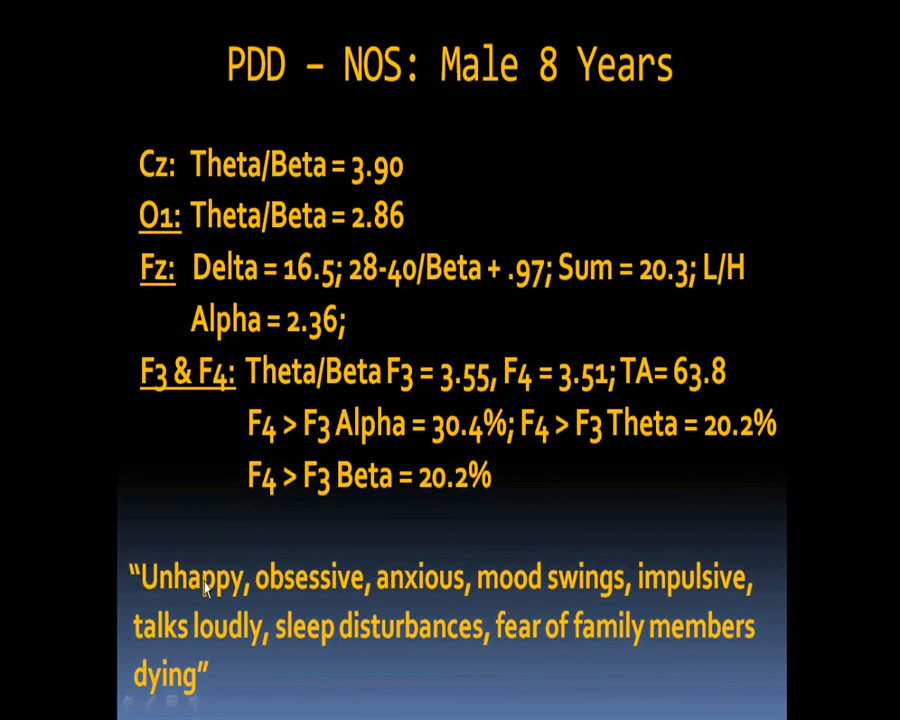 PDD – NOS: Male 8 Years
Cz: Theta/Beta = 3.90
O1: Theta/Beta = 2.86
Fz: Delta = 16.5; 28-40/Beta + .97; Sum = 20.3; L/H
Alpha = 2.36;
F3 & F4: Theta/Beta F3 = 3.55, F4 = 3.51; TA= 63.8
F4 > F3 Alpha = 30.4%; F4 > F3 Theta = 20.2%
F4 > F3 Beta = 20.2%
“Unhappy, obsessive, anxious, mood swings, impulsive,
talks loudly, sleep disturbances, fear of family members
dying”